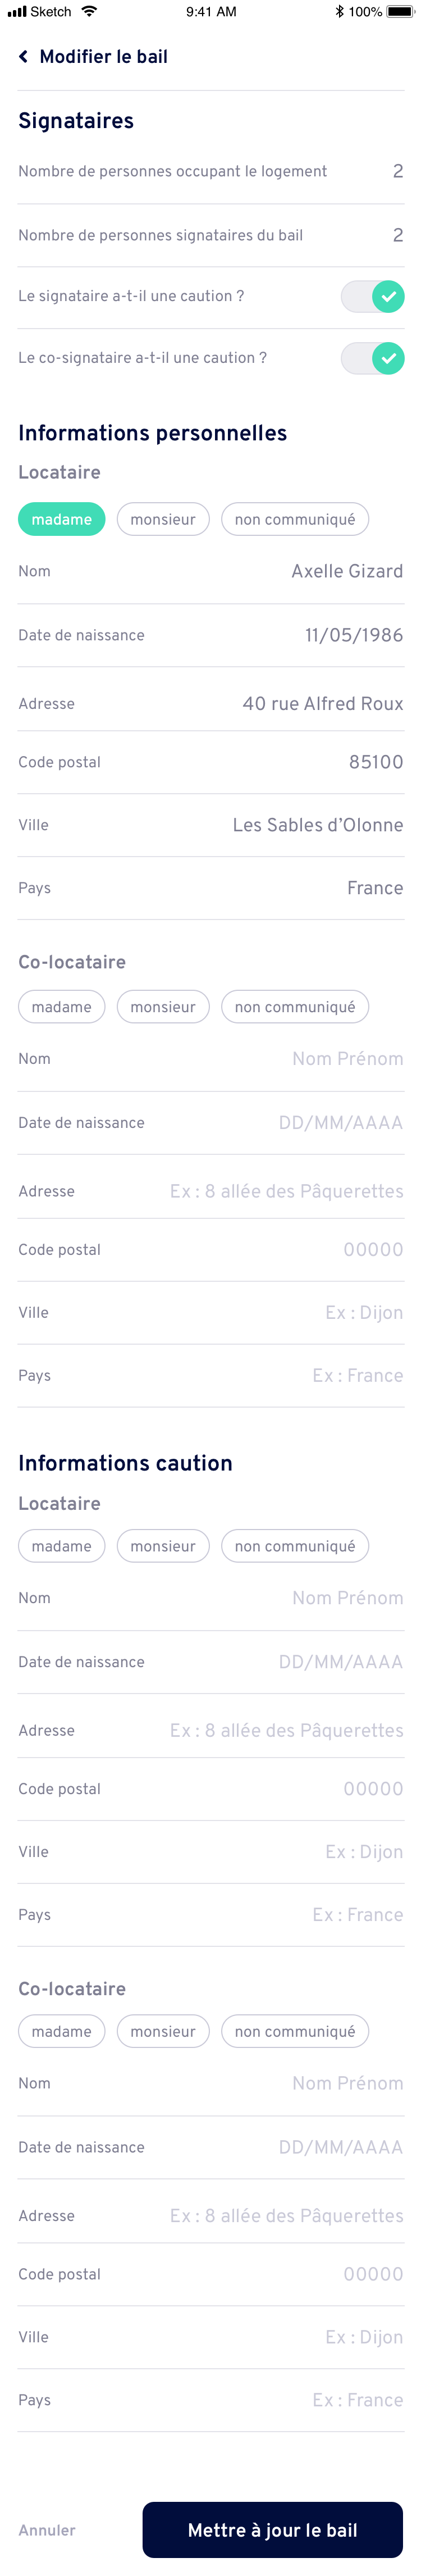 Sketch 9:41 AM 100%
Modifier le bail
Signataires
Nombre de personnes occupant le logement 2
Nombre de personnes signataires du bail 2
Le signataire a-t-il une caution ?
Le co-signataire a-t-il une caution ?
Informations personnelles
Locataire
madame monsieur non communiqué
Nom Axelle Gizard
Date de naissance 11/05/1986
Adresse 40 rue Alfred Roux
Code postal 85100
Ville Les Sables d’Olonne
Pays France
Co-locataire
madame monsieur non communiqué
Nom Nom Prénom
Date de naissance DD/MM/AAAA
Adresse Ex : 8 allée des Pâquerettes
Code postal 00000
Ville Ex : Dijon
Pays Ex : France
Informations caution
Locataire
madame monsieur non communiqué
Nom Nom Prénom
Date de naissance DD/MM/AAAA
Adresse Ex : 8 allée des Pâquerettes
Code postal 00000
Ville Ex : Dijon
Pays Ex : France
Co-locataire
madame monsieur non communiqué
Nom Nom Prénom
Date de naissance DD/MM/AAAA
Adresse Ex : 8 allée des Pâquerettes
Code postal 00000
Ville Ex : Dijon
Pays Ex : France
Annuler Mettre à jour le bail